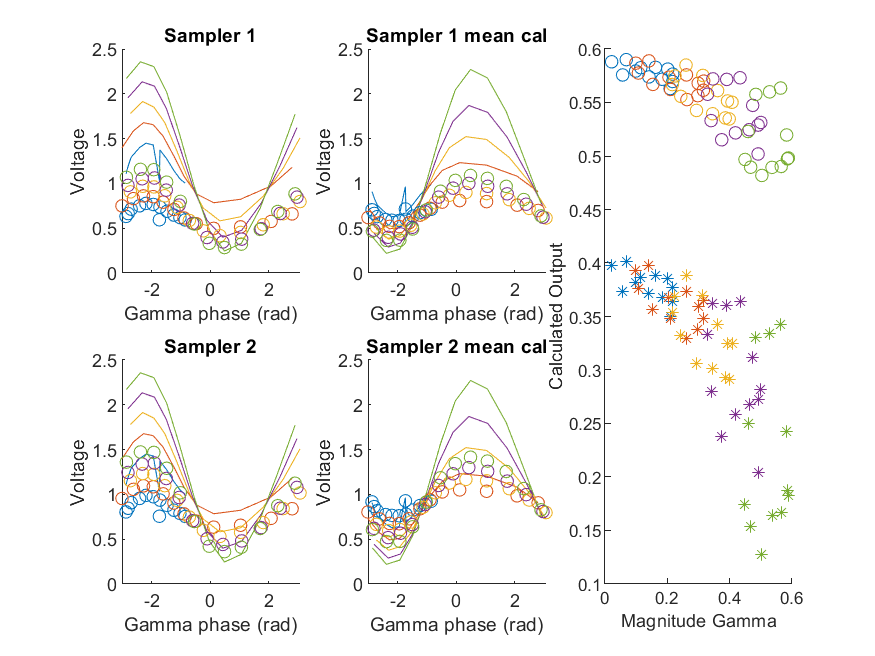 Sampler 1
2.5
2
1.5
1
0.5
0
Voltage
-2 0 2
Gamma phase (rad)
Sampler 1 mean cal
2.5
2
1.5
1
0.5
0
Voltage
-2 0 2
Gamma phase (rad)
Sampler 2
2.5
2
1.5
1
0.5
0
Voltage
-2 0 2
Gamma phase (rad)
Sampler 2 mean cal
2.5
2
1.5
1
0.5
0
Voltage
-2 0 2
Gamma phase (rad)
0.6
0.55
0.5
0.45
0.4
0.35
0.3
0.25
0.2
0.15
0.1
Calculated Output
0 0.2 0.4 0.6
Magnitude Gamma